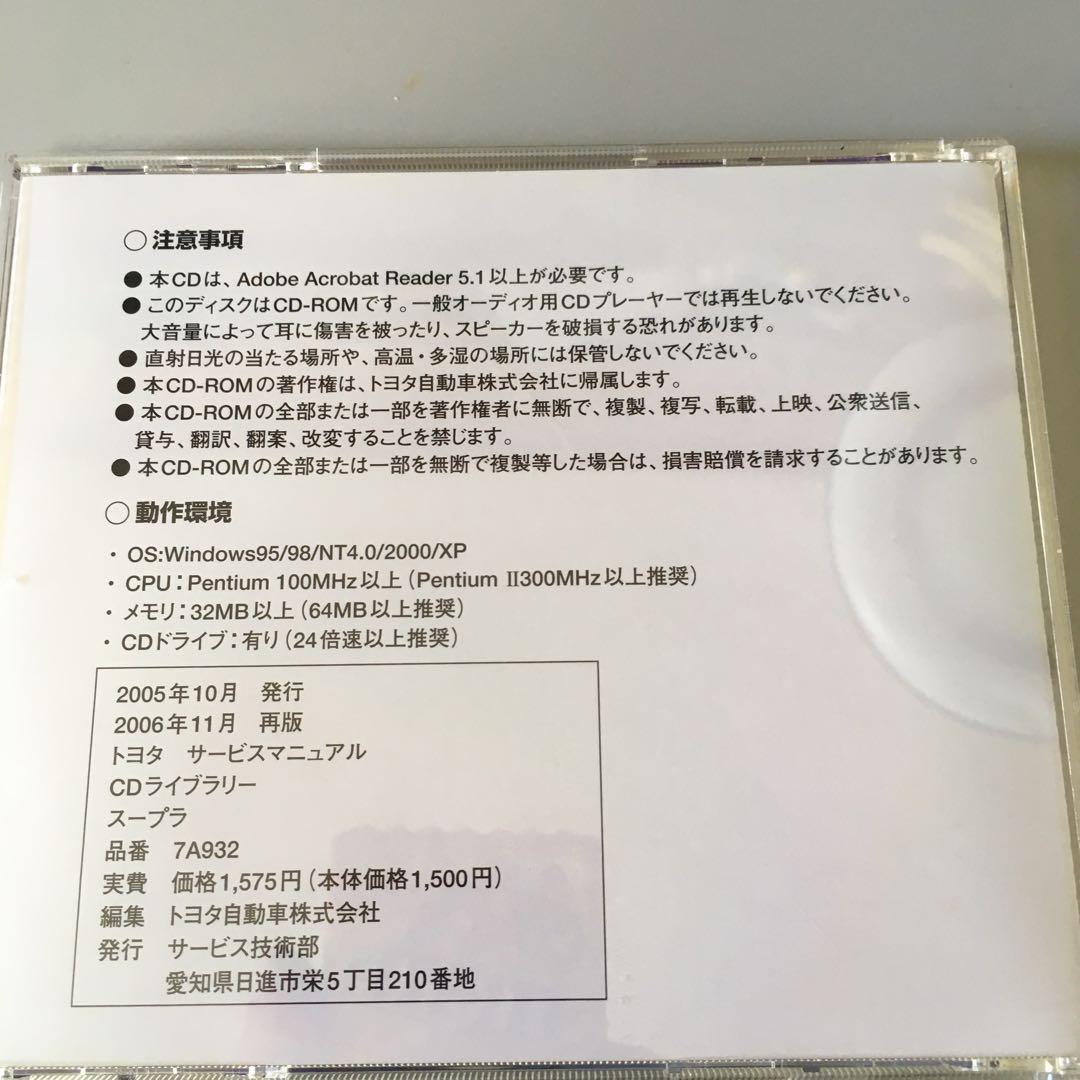 ○注意事項
●本CDは、Adobe Acrobat Reader 5.1以上が必要です。
●このディスクはCD-ROMです。一般オーディオ用CDプレーヤーでは再生しないでください。
大音量によって耳に傷害を被ったり、スピーカーを破損する恐れがあります。
●直射日光の当たる場所や、高温・多湿の場所には保管しないでください。
●本CD-ROMの著作権は、トヨタ自動車株式会社に帰属します。
●本CD-ROMの全部または一部を著作権者に無断で、複製、複写、転載、上映、公衆送信、
貸与、翻訳、翻案、改変することを禁じます。
●本CD-ROMの全部または一部を無断で複製等した場合は、損害賠償を請求することがあります。
○動作環境
・OS:Windows95/98/NT4.0/2000/XP
・CPU：Pentium 100MHz以上（Pentium Ⅱ300MHz以上推奨）
・メモリ：32MB以上（64MB以上推奨）
・CDドライブ：有り（24倍速以上推奨）
2005年10月　発行
2006年11月　再版
トヨタ　サービスマニュアル
CDライブラリー
スープラ
品番　7A932
実費　価格1,575円（本体価格1,500円）
編集　トヨタ自動車株式会社
発行　サービス技術部
愛知県日進市栄5丁目210番地